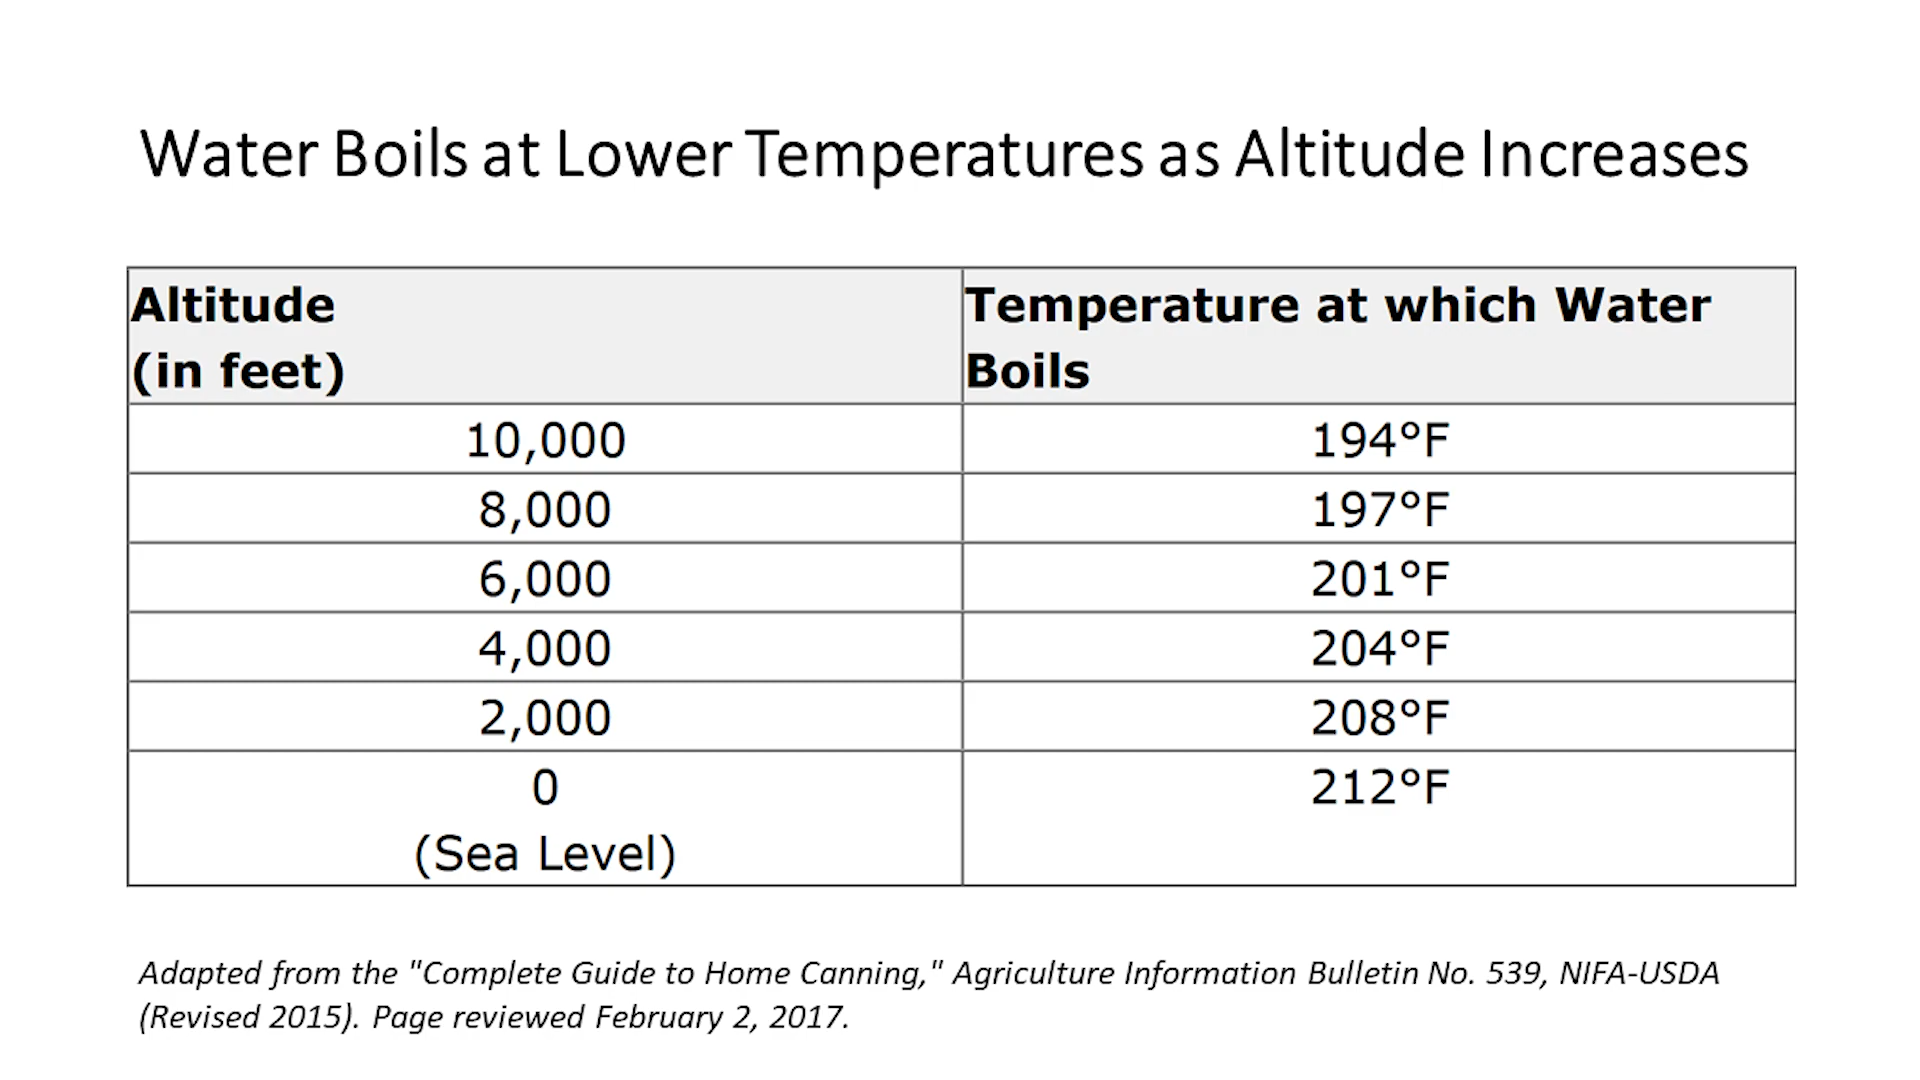 Water Boils at Lower Temperatures as Altitude Increases
Altitude
(in feet)
Temperature at which Water
Boils
10,000 194°F
8,000 197°F
6,000 201°F
4,000 204°F
2,000 208°F
0 212°F
(Sea Level)
Adapted from the "Complete Guide to Home Canning," Agriculture Information Bulletin No. 539, NIFA-USDA
(Revised 2015). Page reviewed February 2, 2017.